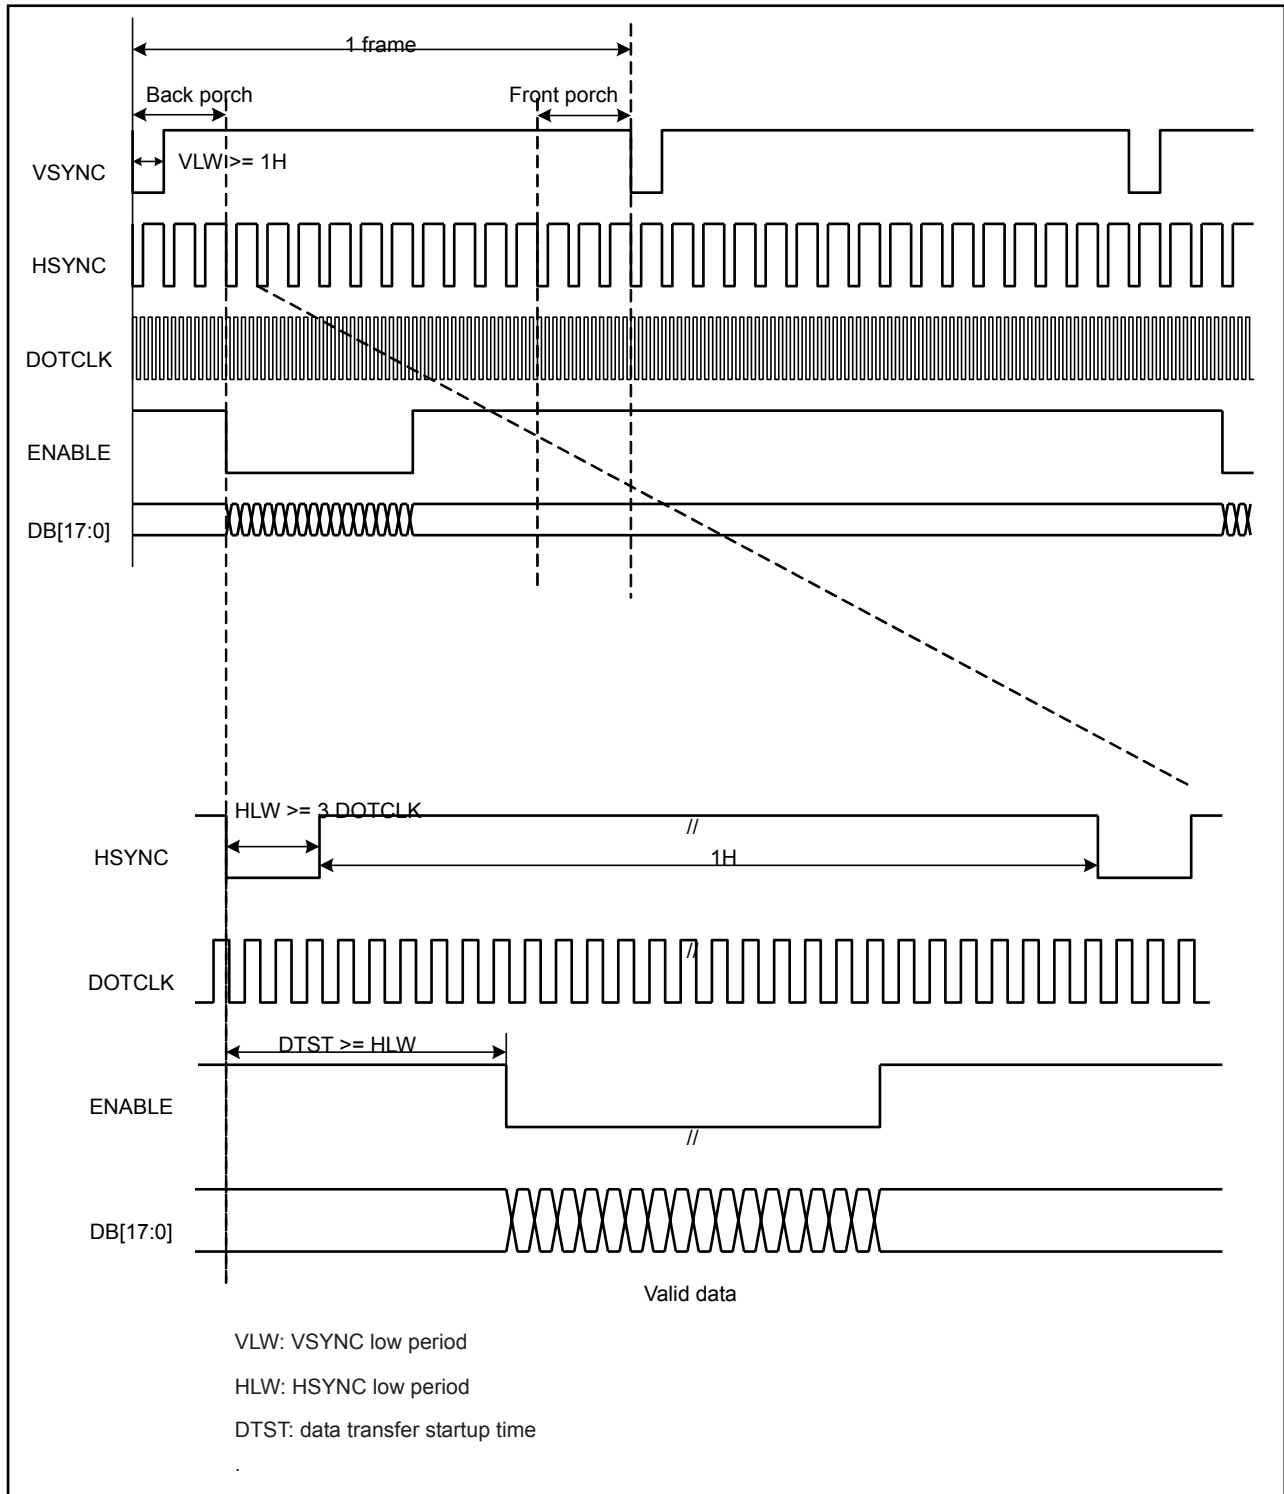 1 frame
Back porch
Front porch
VLW >= 1H
VSYNC
HSYNC
DOTCLK
ENABLE
DB[17:0]
HLW >= 3 DOTCLK
//
HSYNC
1H
DOTCLK
//
DTST >= HLW
ENABLE
//
DB[17:0]
Valid data
VLW: VSYNC low period
HLW: HSYNC low period
DTST: data transfer startup time
.